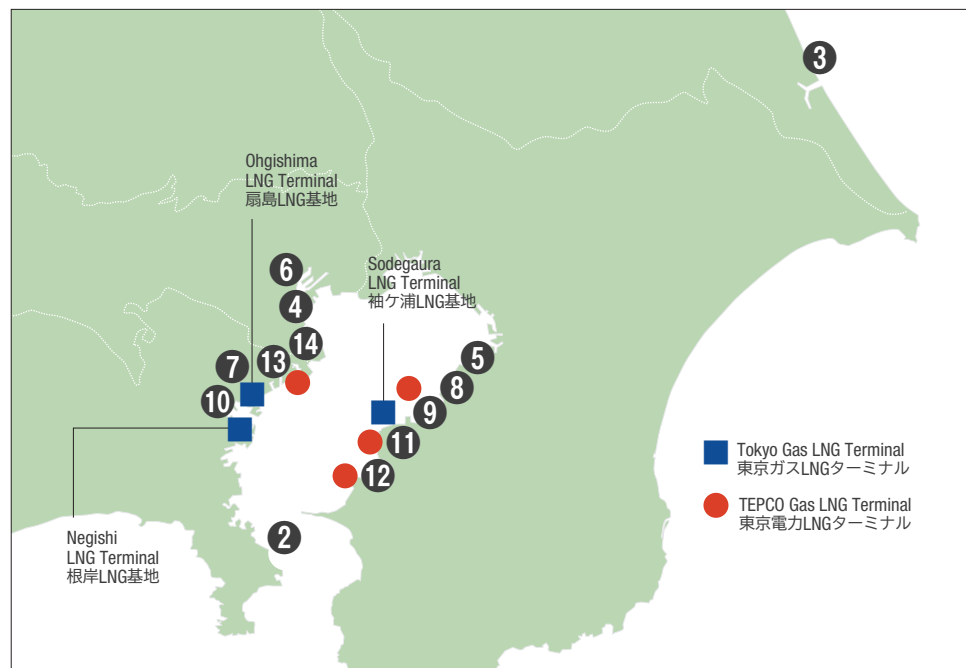 3
Ohgishima
LNG Terminal
扇島LNG基地
Sodegaura
LNG Terminal
袖ケ浦LNG基地
6
4
14
13
7
10
5
8
9
11
12
2
Negishi
LNG Terminal
根岸LNG基地
Tokyo Gas LNG Terminal
東京ガスLNGターミナル
TEPCO Gas LNG Terminal
東京電力LNGターミナル